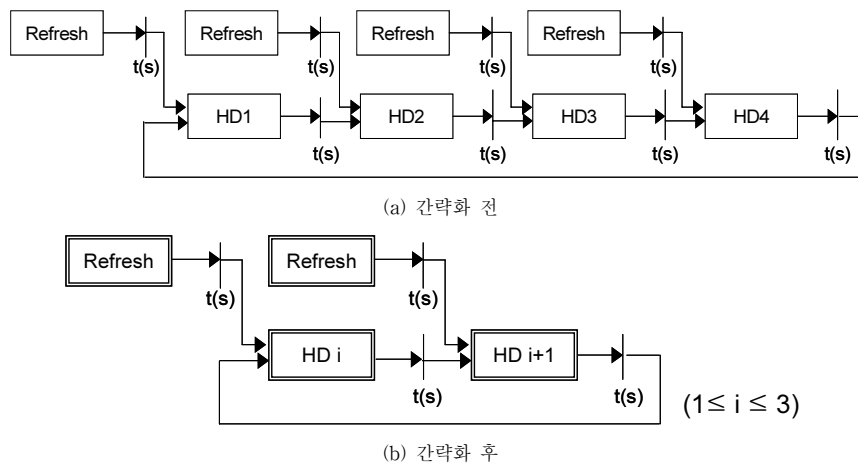 Refresh Refresh Refresh Refresh
t(s) t(s) t(s) t(s)
HD1 HD2 HD3 HD4
t(s) t(s) t(s) t(s)
(a) 간략화 전
Refresh Refresh
t(s) t(s)
HD i HD i+1
t(s) t(s)
(1≤ i ≤ 3)
(b) 간략화 후